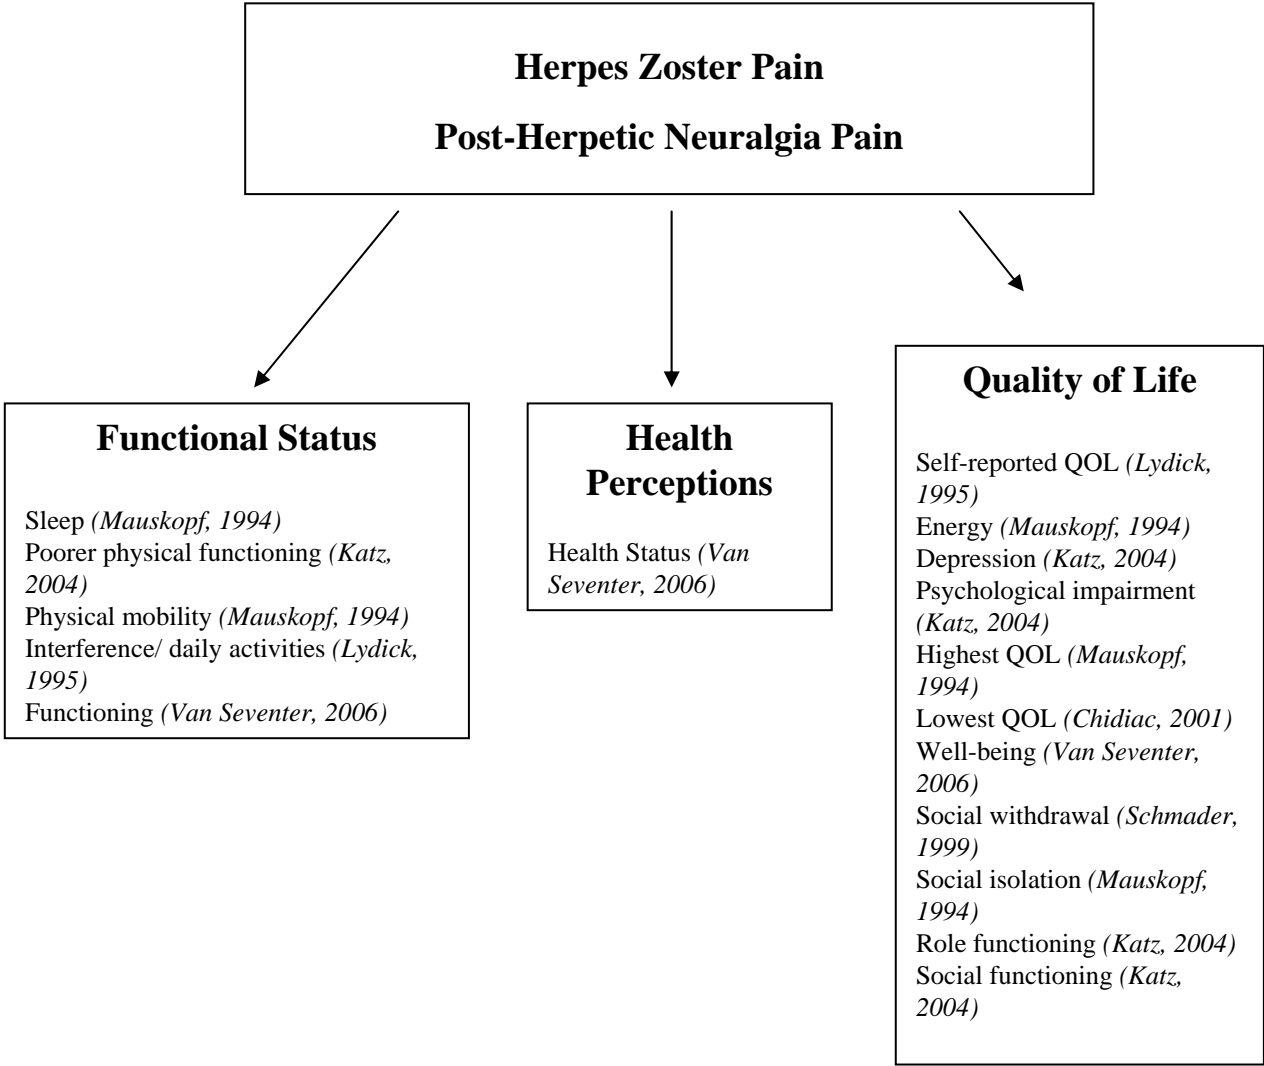 Herpes Zoster Pain
Post-Herpetic Neuralgia Pain
Functional Status
Sleep (Mauskopf, 1994)
Poorer physical functioning (Katz,
2004)
Physical mobility (Mauskopf, 1994)
Interference/ daily activities (Lydick,
1995)
Functioning (Van Seventer, 2006)
Health
Perceptions
Health Status (Van
Seventer, 2006)
Quality of Life
Self-reported QOL (Lydick,
1995)
Energy (Mauskopf, 1994)
Depression (Katz, 2004)
Psychological impairment
(Katz, 2004)
Highest QOL (Mauskopf,
1994)
Lowest QOL (Chidiac, 2001)
Well-being (Van Seventer,
2006)
Social withdrawal (Schmader,
1999)
Social isolation (Mauskopf,
1994)
Role functioning (Katz, 2004)
Social functioning (Katz,
2004)